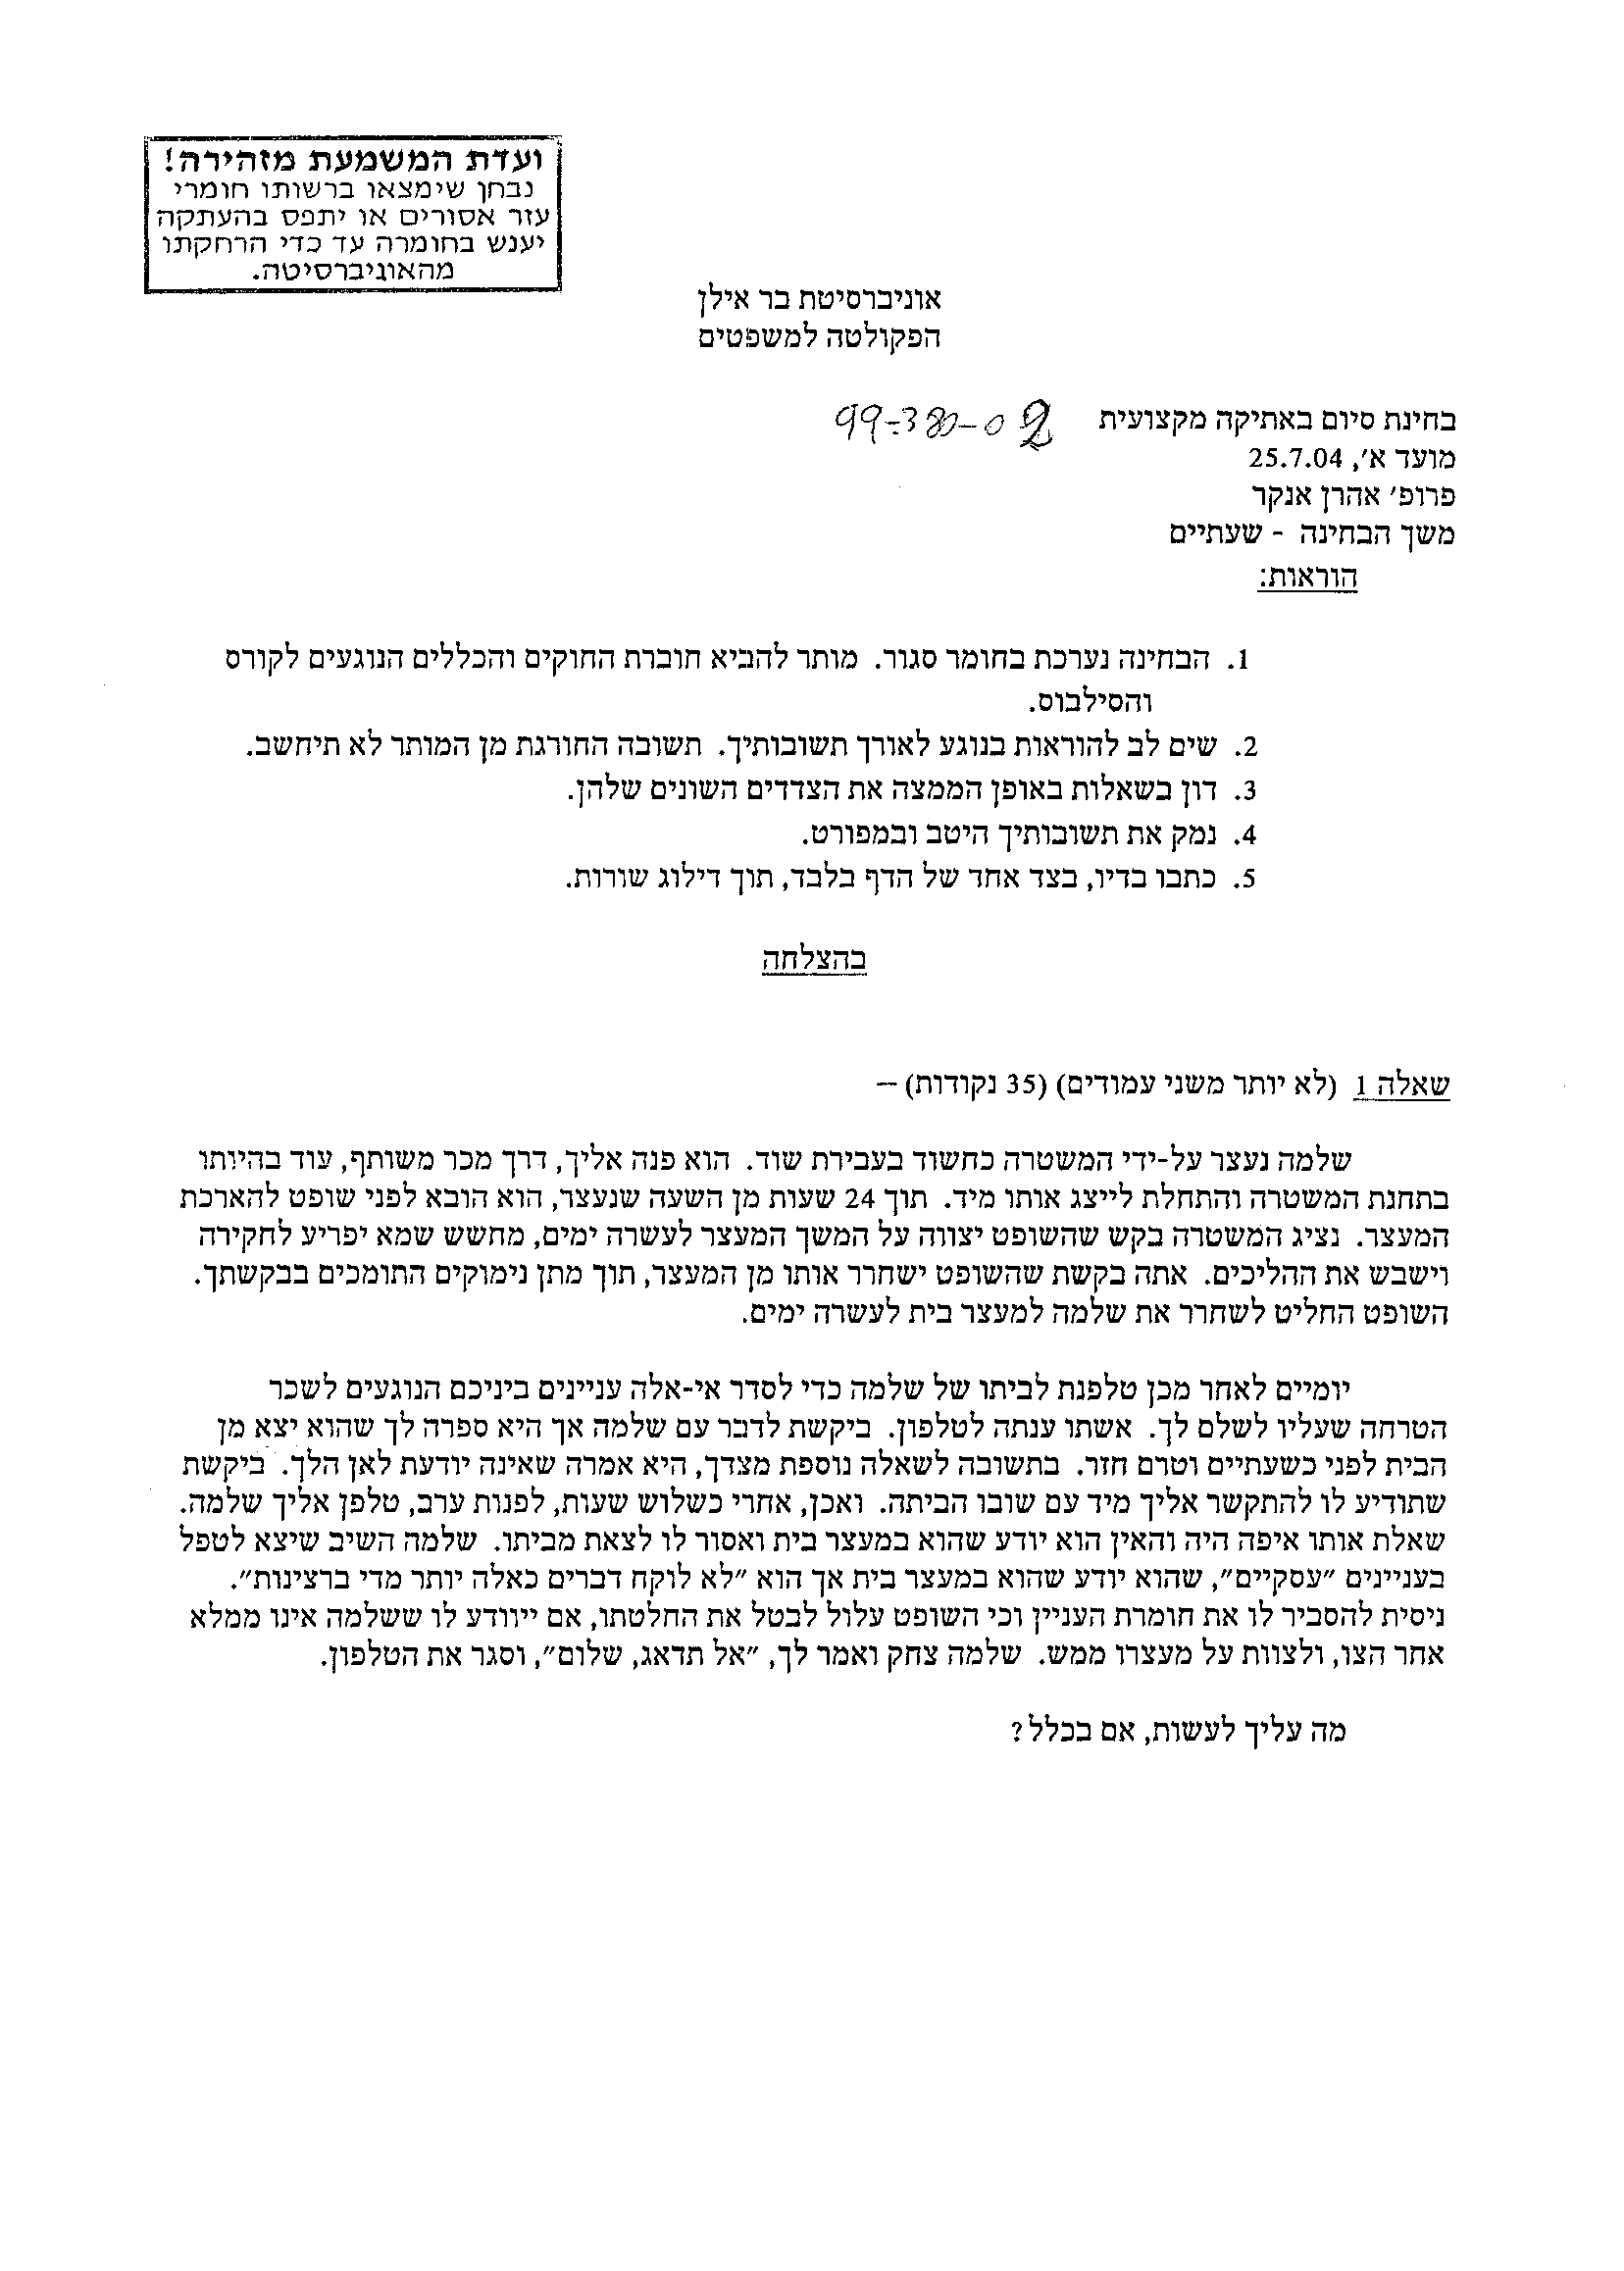 ועדת המשמעת מזהירה!
נבחן שימצאו ברשותו חומרי
עזר אסורים או יתפס בהעתקה
יענש בחומרה עד כדי הרחקתו
מהאוניברסיטה.
אוניברסיטת בר אילן
הפקולטה למשפטים
בחינת סיום באתיקה מקצועית 99-380-02
מועד א', 25.7.04
פרופ' אהרן אנקר
משך הבחינה - שעתיים
הוראות:
1. הבחינה נערכת בחומר סגור. מותר להביא חוברת החוקים והכללים הנוגעים לקורס
והסילבוס.
2. שים לב להוראות בנוגע לאורך תשובותיך. תשובה החורגת מן המותר לא תיחשב.
3. דון בשאלות באופן הממצה את הצדדים השונים שלהן.
4. נמק את תשובותיך היטב ובמפורט.
5. כתבו בדיו, בצד אחד של הדף בלבד, תוך דילוג שורות.
בהצלחה
שאלה 1 (לא יותר משני עמודים) (35 נקודות) –
שלמה נעצר על-ידי המשטרה כחשוד בעבירת שוד. הוא פנה אליך, דרך מכר משותף, עוד בהיותו
בתחנת המשטרה והתחלת לייצג אותו מיד. תוך 24 שעות מן השעה שנעצר, הוא הובא לפני שופט להארכת
המעצר. נציג המשטרה בקש שהשופט יצווה על המשך המעצר לעשרה ימים, מחשש שמא יפריע לחקירה
וישבש את ההליכים. אתה בקשת שהשופט ישחרר אותו מן המעצר, תוך מתן נימוקים התומכים בבקשתך.
השופט החליט לשחרר את שלמה למעצר בית לעשרה ימים.
יומיים לאחר מכן טלפנת לביתו של שלמה כדי לסדר אי-אלה עניינים ביניכם הנוגעים לשכר
הטרחה שעליו לשלם לך. אשתו ענתה לטלפון. ביקשת לדבר עם שלמה אך היא ספרה לך שהוא יצא מן
הבית לפני כשעתיים וטרם חזר. בתשובה לשאלה נוספת מצדך, היא אמרה שאינה יודעת לאן הלך. ביקשת
שתודיע לו להתקשר אליך מיד עם שובו הביתה. ואכן, אחרי כשלוש שעות, לפנות ערב, טלפן אליך שלמה.
שאלת אותו איפה היה והאין הוא יודע שהוא במעצר בית ואסור לו לצאת מביתו. שלמה השיב שיצא לטפל
בעניינים "עסקיים", שהוא יודע שהוא במעצר בית אך הוא "לא לוקח דברים כאלה יותר מדי ברצינות".
ניסית להסביר לו את חומרת העניין וכי השופט עלול לבטל את החלטתו, אם ייוודע לו ששלמה אינו ממלא
אחר הצו, ולצוות על מעצרו ממש. שלמה צחק ואמר לך, "אל תדאג, שלום", וסגר את הטלפון.
מה עליך לעשות, אם בכלל?